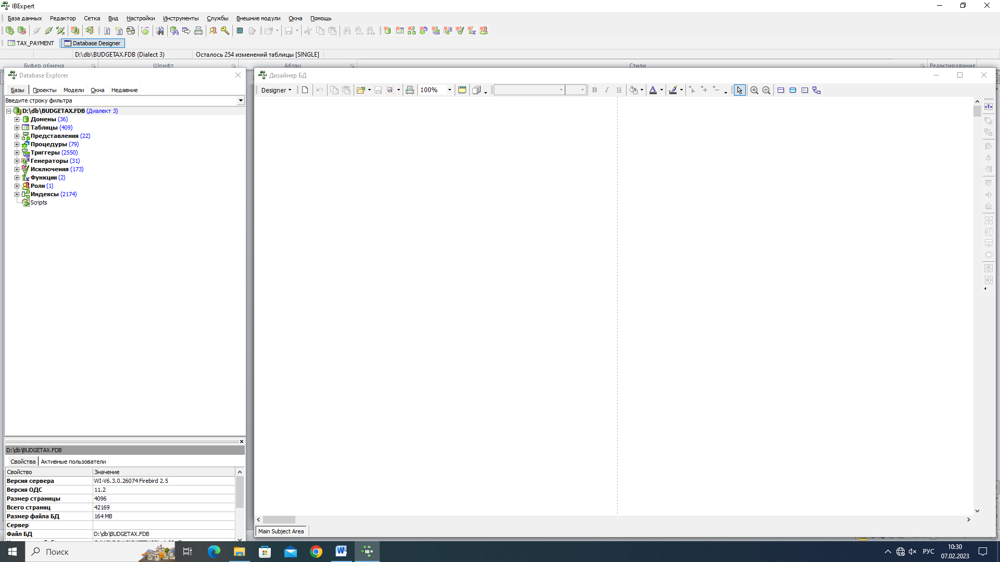 IBExpert
База данных Редактор Сетка Вид Настройки Инструменты Службы Внешние модули Окна Помощь
TAX_PAYMENT Database Designer
D:\db\BUDGETAX.FDB (Dialect 3) Осталось 254 изменений таблицы [SINGLE]
Буфер обмена Шрифт Абзац Стили Редактирование
Database Explorer
Базы Проекты Модели Окна Недавние
Введите строку фильтра
D:\db\BUDGETAX.FDB (Диалект 3)
Домены (36)
Таблицы (409)
Представления (22)
Процедуры (79)
Триггеры (2550)
Генераторы (31)
Исключения (173)
Функции (2)
Роли (1)
Индексы (2174)
Scripts
D:\db\BUDGETAX.FDB
Свойства Активные пользователи
Свойство Значение
Версия сервера WI-V6.3.0.26074 Firebird 2.5
Версия ОДС 11.2
Размер страницы 4096
Всего страниц 42169
Размер файла БД 164 MB
Сервер
Файл БД D:\db\BUDGETAX.FDB
Дизайнер БД
Designer 100% B I U A
Main Subject Area
Поиск
РУС
10:30
07.02.2023